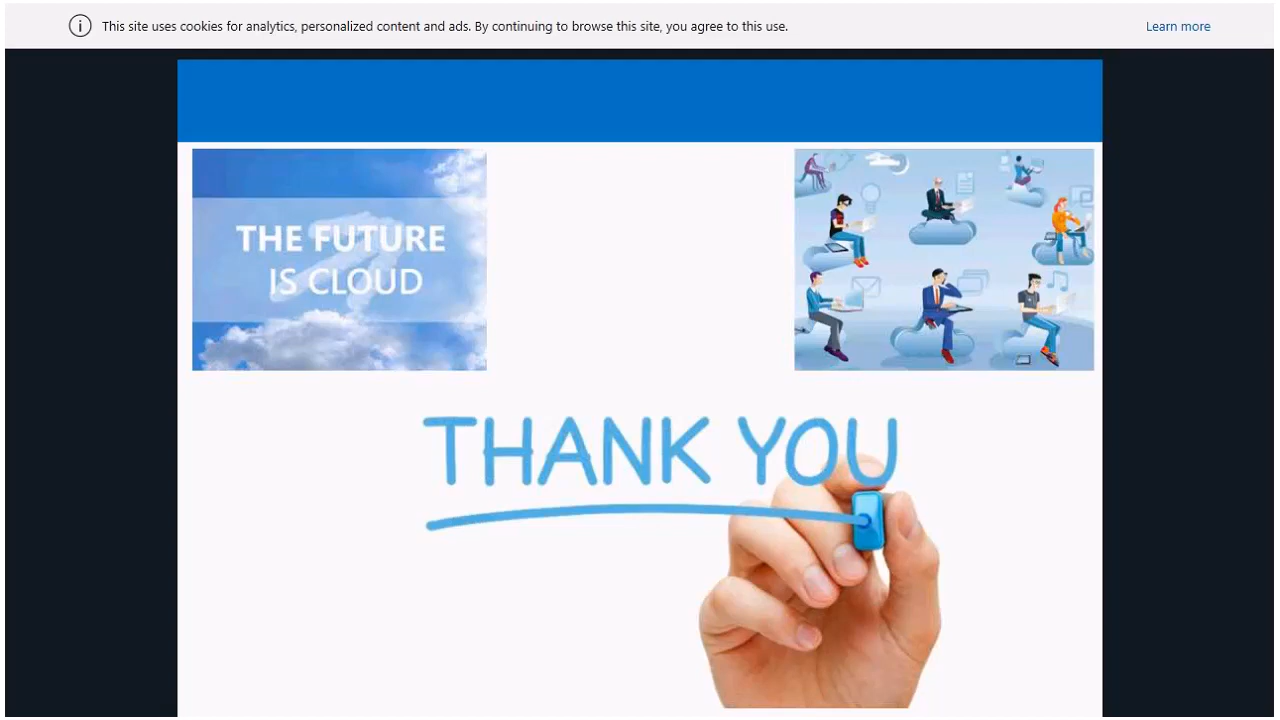 This site uses cookies for analytics, personalized content and ads. By continuing to browse this site, you agree to this use.
Learn more
THE FUTURE
IS CLOUD
THANK YOU